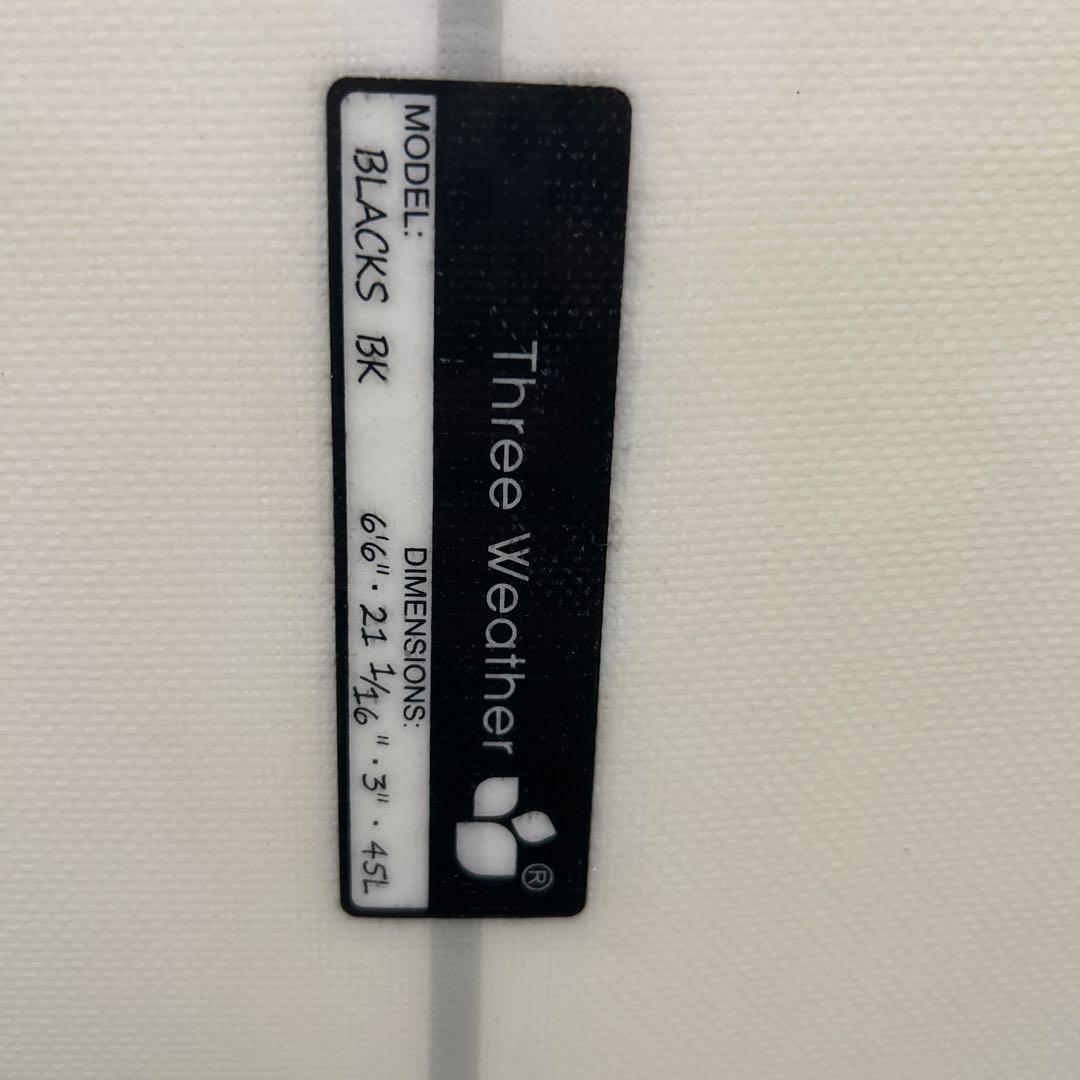 Three Weather ®
MODEL: DIMENSIONS:
BLACKS BK 6'6" · 21 1/16" · 3" · 45L